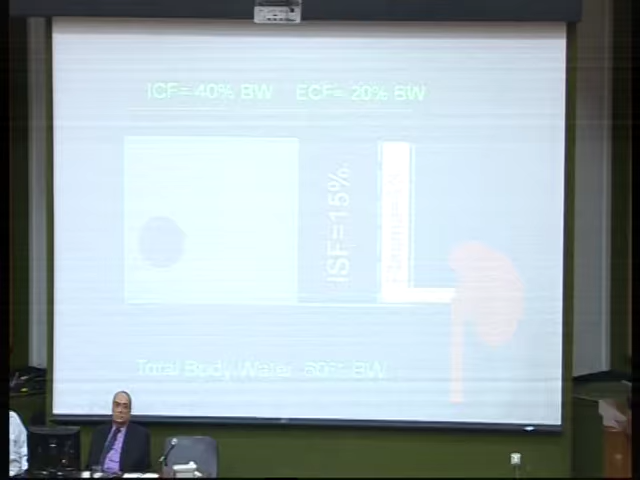 ICF= 40% BW ECF= 20% BW
ISF=15%
Total Body Water 60% BW